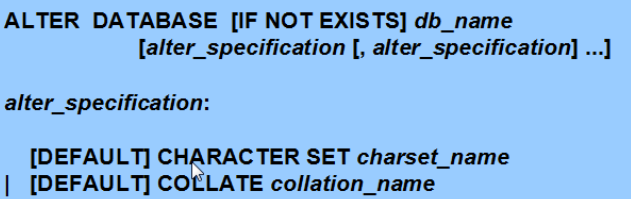 ALTER DATABASE [IF NOT EXISTS] db_name
[alter_specification [, alter_specification] ...]
alter_specification:
[DEFAULT] CHARACTER SET charset_name
| [DEFAULT] COLLATE collation_name